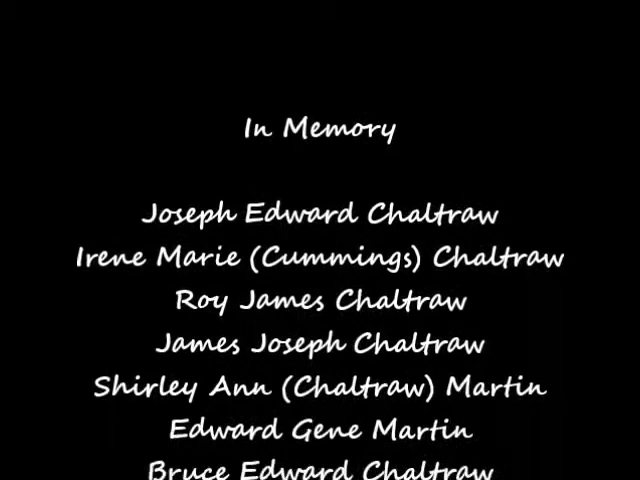 In Memory
Joseph Edward Chaltraw
Irene Marie (Cummings) Chaltraw
Roy James Chaltraw
James Joseph Chaltraw
Shirley Ann (Chaltraw) Martin
Edward Gene Martin
Bruce Edward Chaltraw